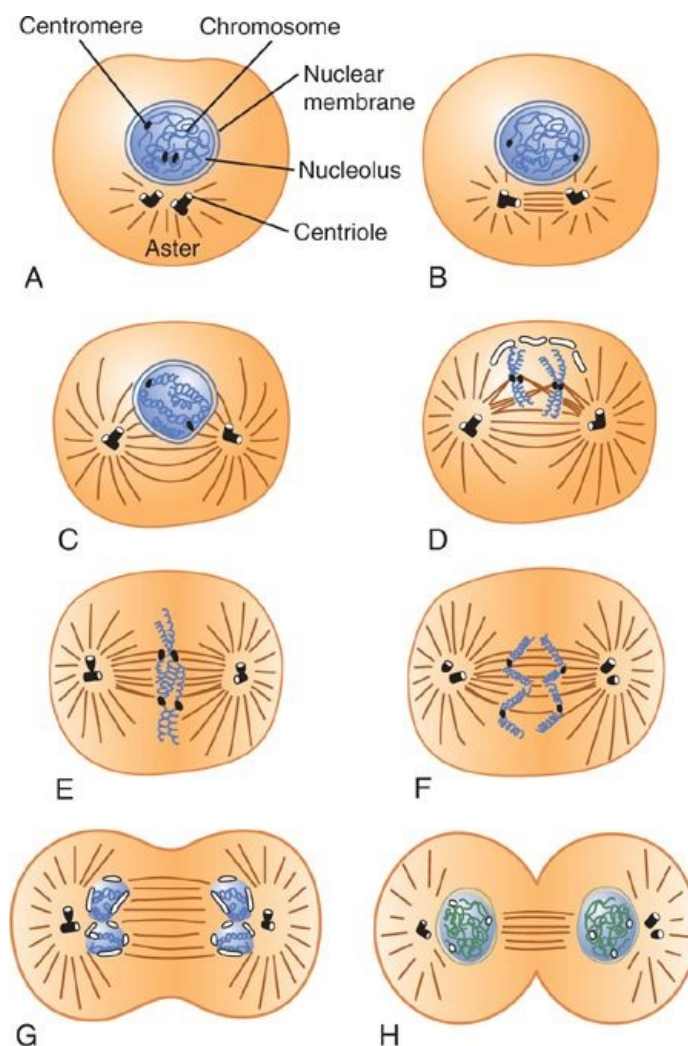 Centromere
Chromosome
Nuclear
membrane
Nucleolus
Centriole
Aster
A
B
C
D
E
F
G
H